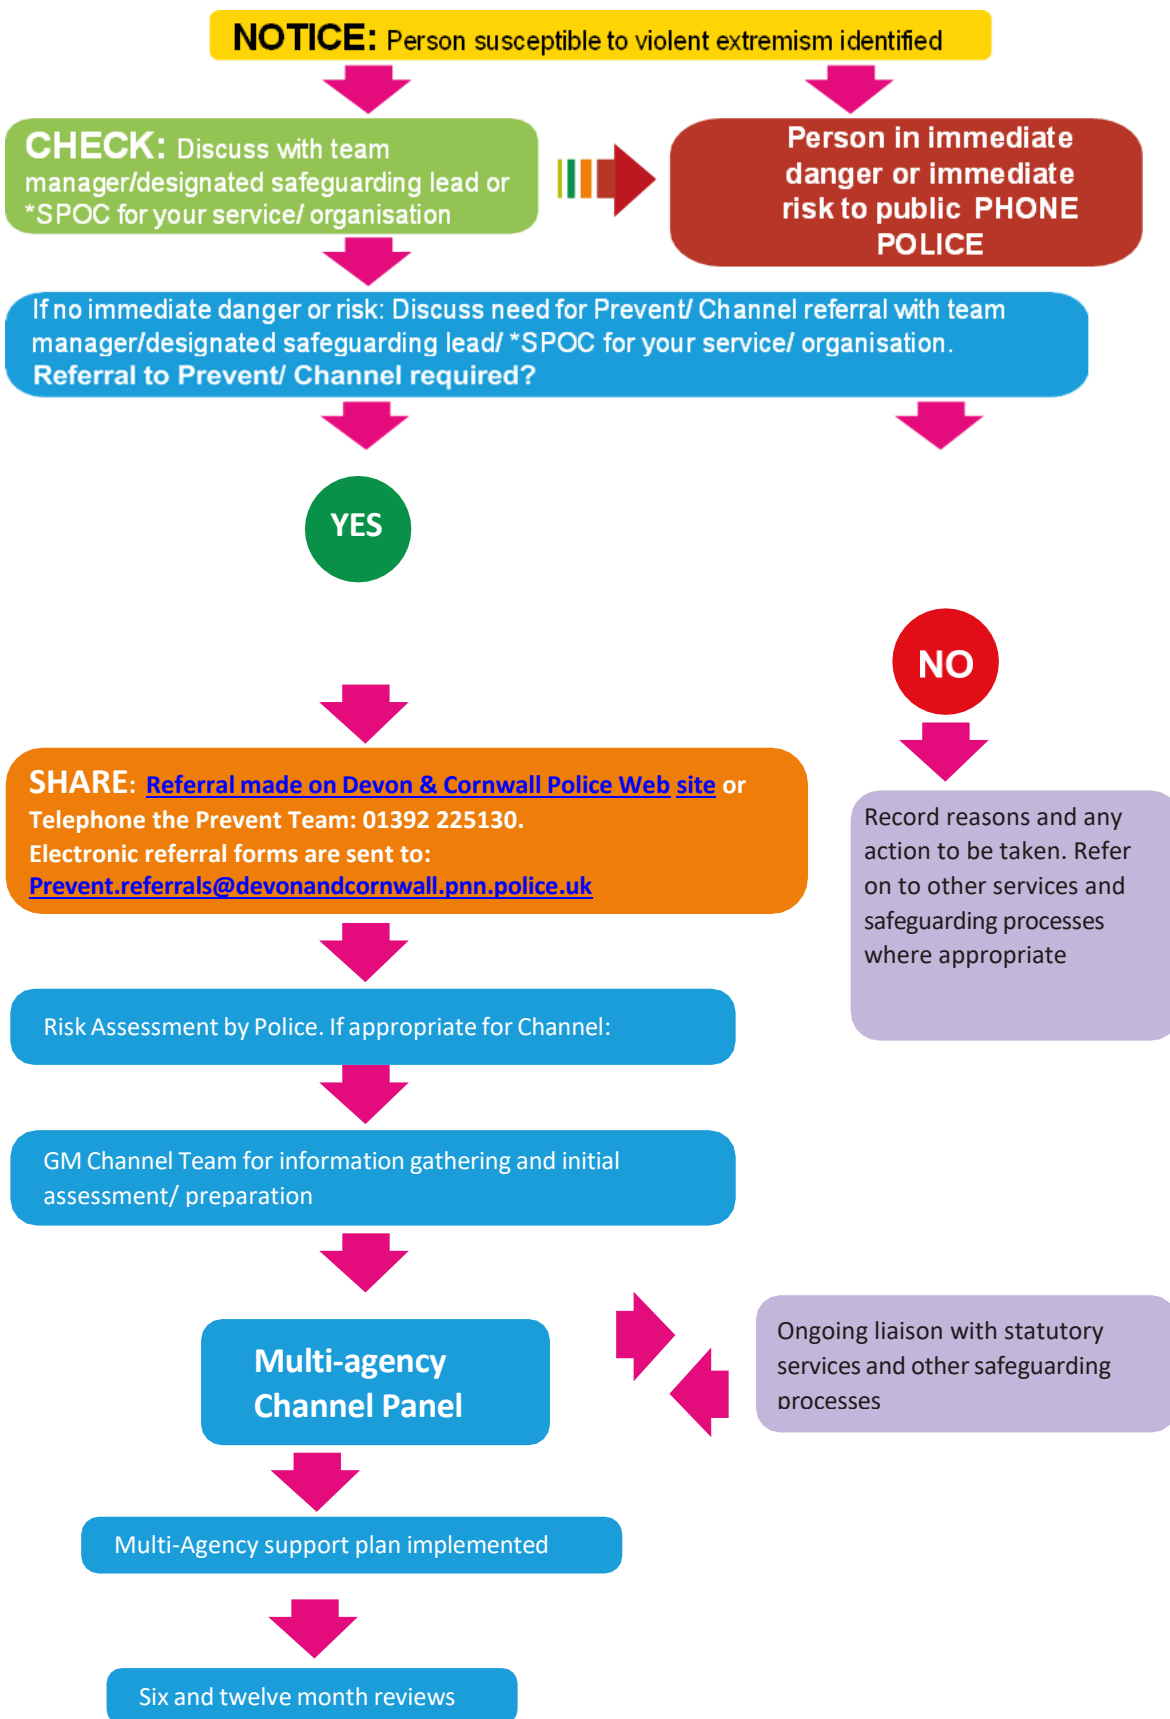 NOTICE: Person susceptible to violent extremism identified
CHECK: Discuss with team
manager/designated safeguarding lead or
*SPOC for your service/ organisation
Person in immediate
danger or immediate
risk to public PHONE
POLICE
If no immediate danger or risk: Discuss need for Prevent/ Channel referral with team
manager/designated safeguarding lead/ *SPOC for your service/ organisation.
Referral to Prevent/ Channel required?
YES
NO
SHARE: Referral made on Devon & Cornwall Police Web site or
Telephone the Prevent Team: 01392 225130.
Electronic referral forms are sent to:
Prevent.referrals@devonandcornwall.pnn.police.uk
Record reasons and any
action to be taken. Refer
on to other services and
safeguarding processes
where appropriate
Risk Assessment by Police. If appropriate for Channel:
GM Channel Team for information gathering and initial
assessment/ preparation
Multi-agency
Channel Panel
Ongoing liaison with statutory
services and other safeguarding
processes
Multi-Agency support plan implemented
Six and twelve month reviews